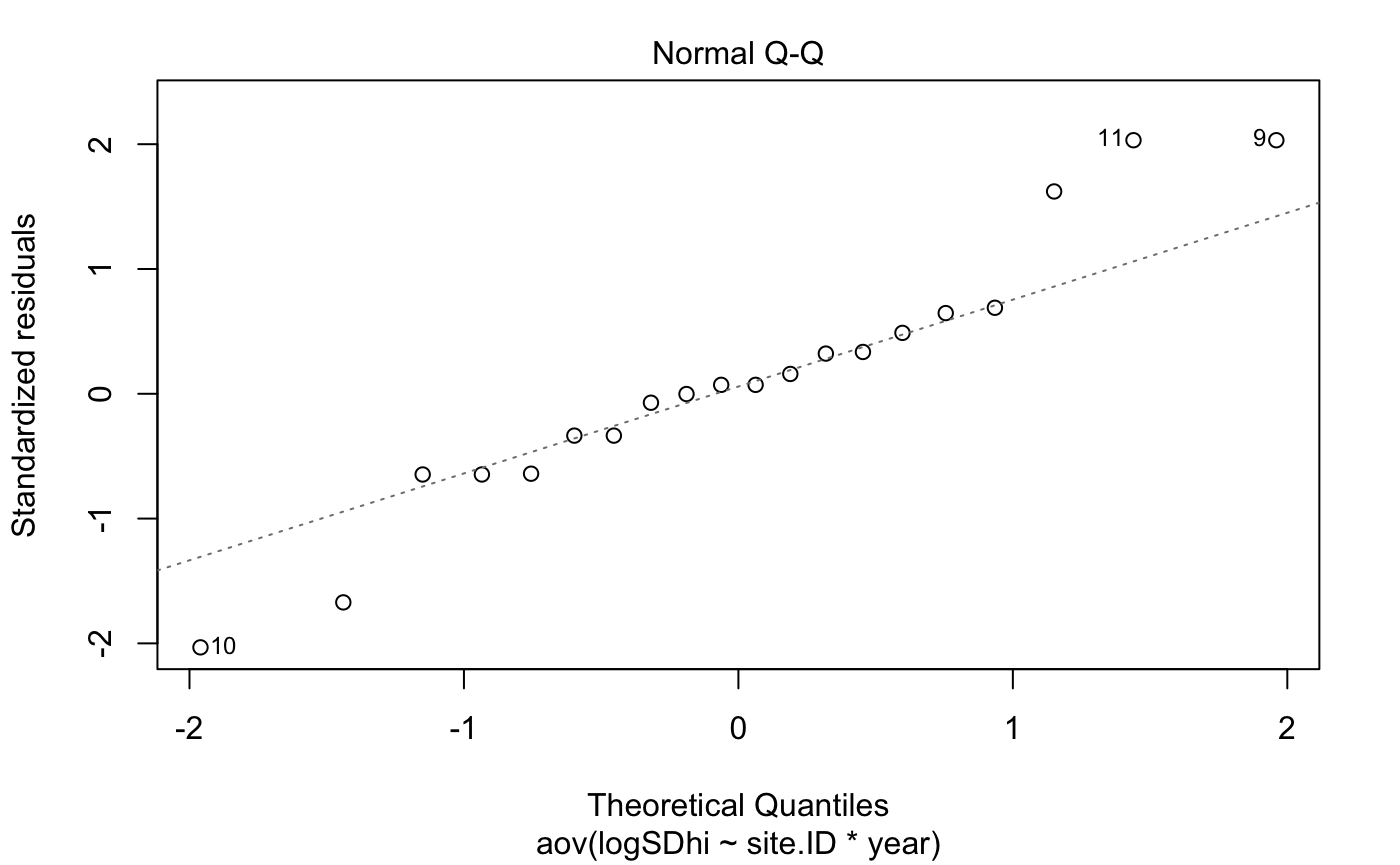 Normal Q-Q
Standardized residuals
2
1
0
-1
-2
11
9
10
-2 -1 0 1 2
Theoretical Quantiles
aov(logSDhi ~ site.ID * year)